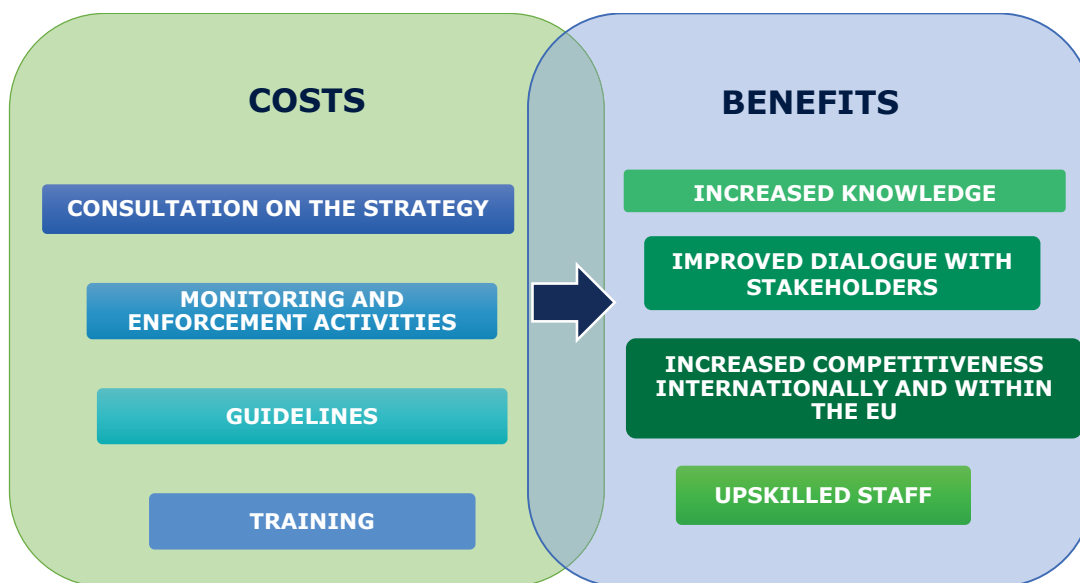 COSTS
CONSULTATION ON THE STRATEGY
MONITORING AND
ENFORCEMENT ACTIVITIES
GUIDELINES
TRAINING
BENEFITS
INCREASED KNOWLEDGE
IMPROVED DIALOGUE WITH
STAKEHOLDERS
INCREASED COMPETITIVENESS
INTERNATIONALLY AND WITHIN
THE EU
UPSKILLED STAFF